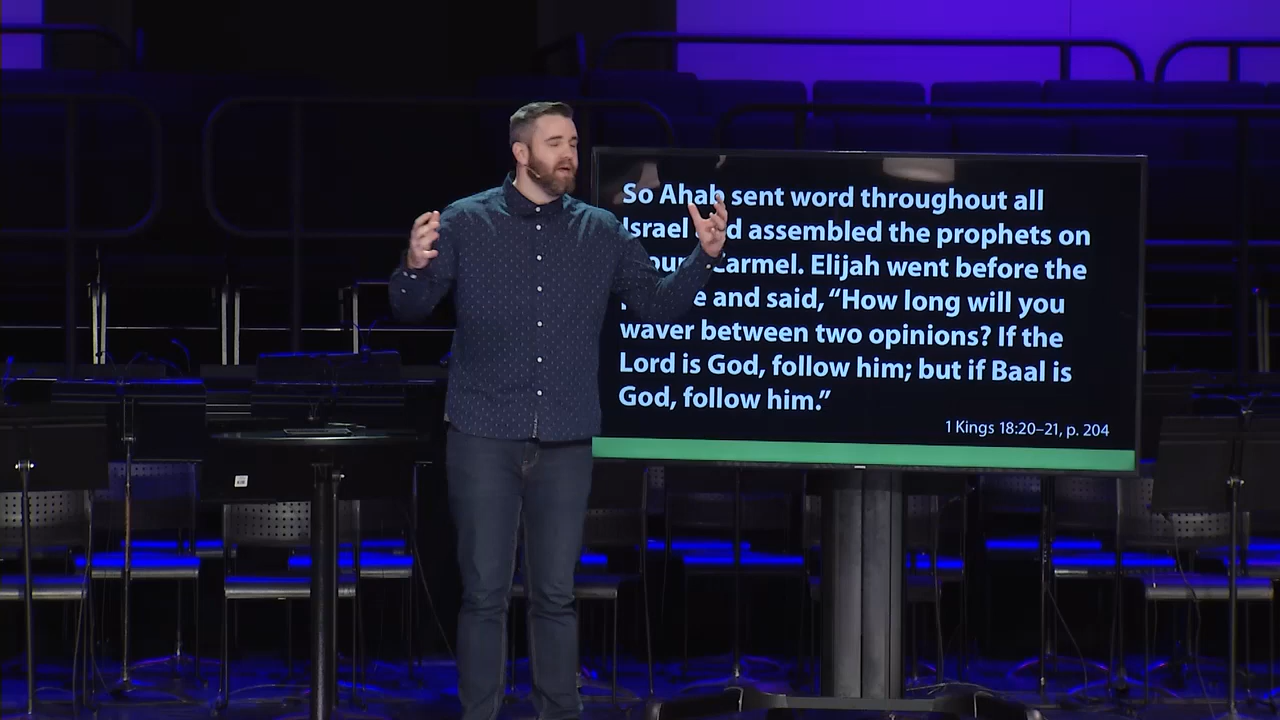 So Ahab sent word throughout all
Israel assembled the prophets on
Carmel. Elijah went before the
and said, “How long will you
waver between two opinions? If the
Lord is God, follow him; but if Baal is
God, follow him.”
1 Kings 18:20–21, p. 204